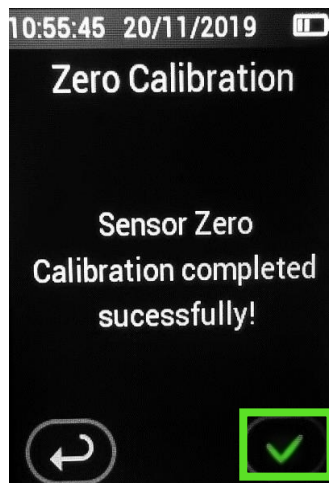 10:55:45 20/11/2019
Zero Calibration
Sensor Zero
Calibration completed
sucessfully!